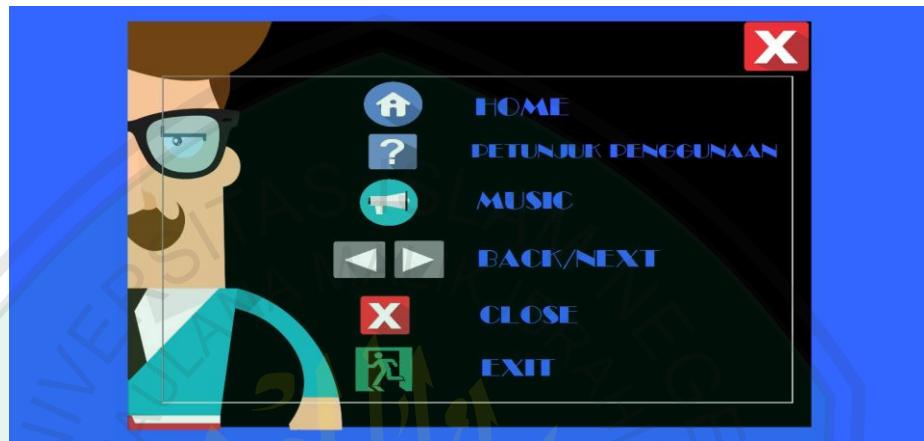 HOME
?
PETUNJUK PENGGUNAAN
MUSIC
BACK/NEXT
X
CLOSE
EXIT